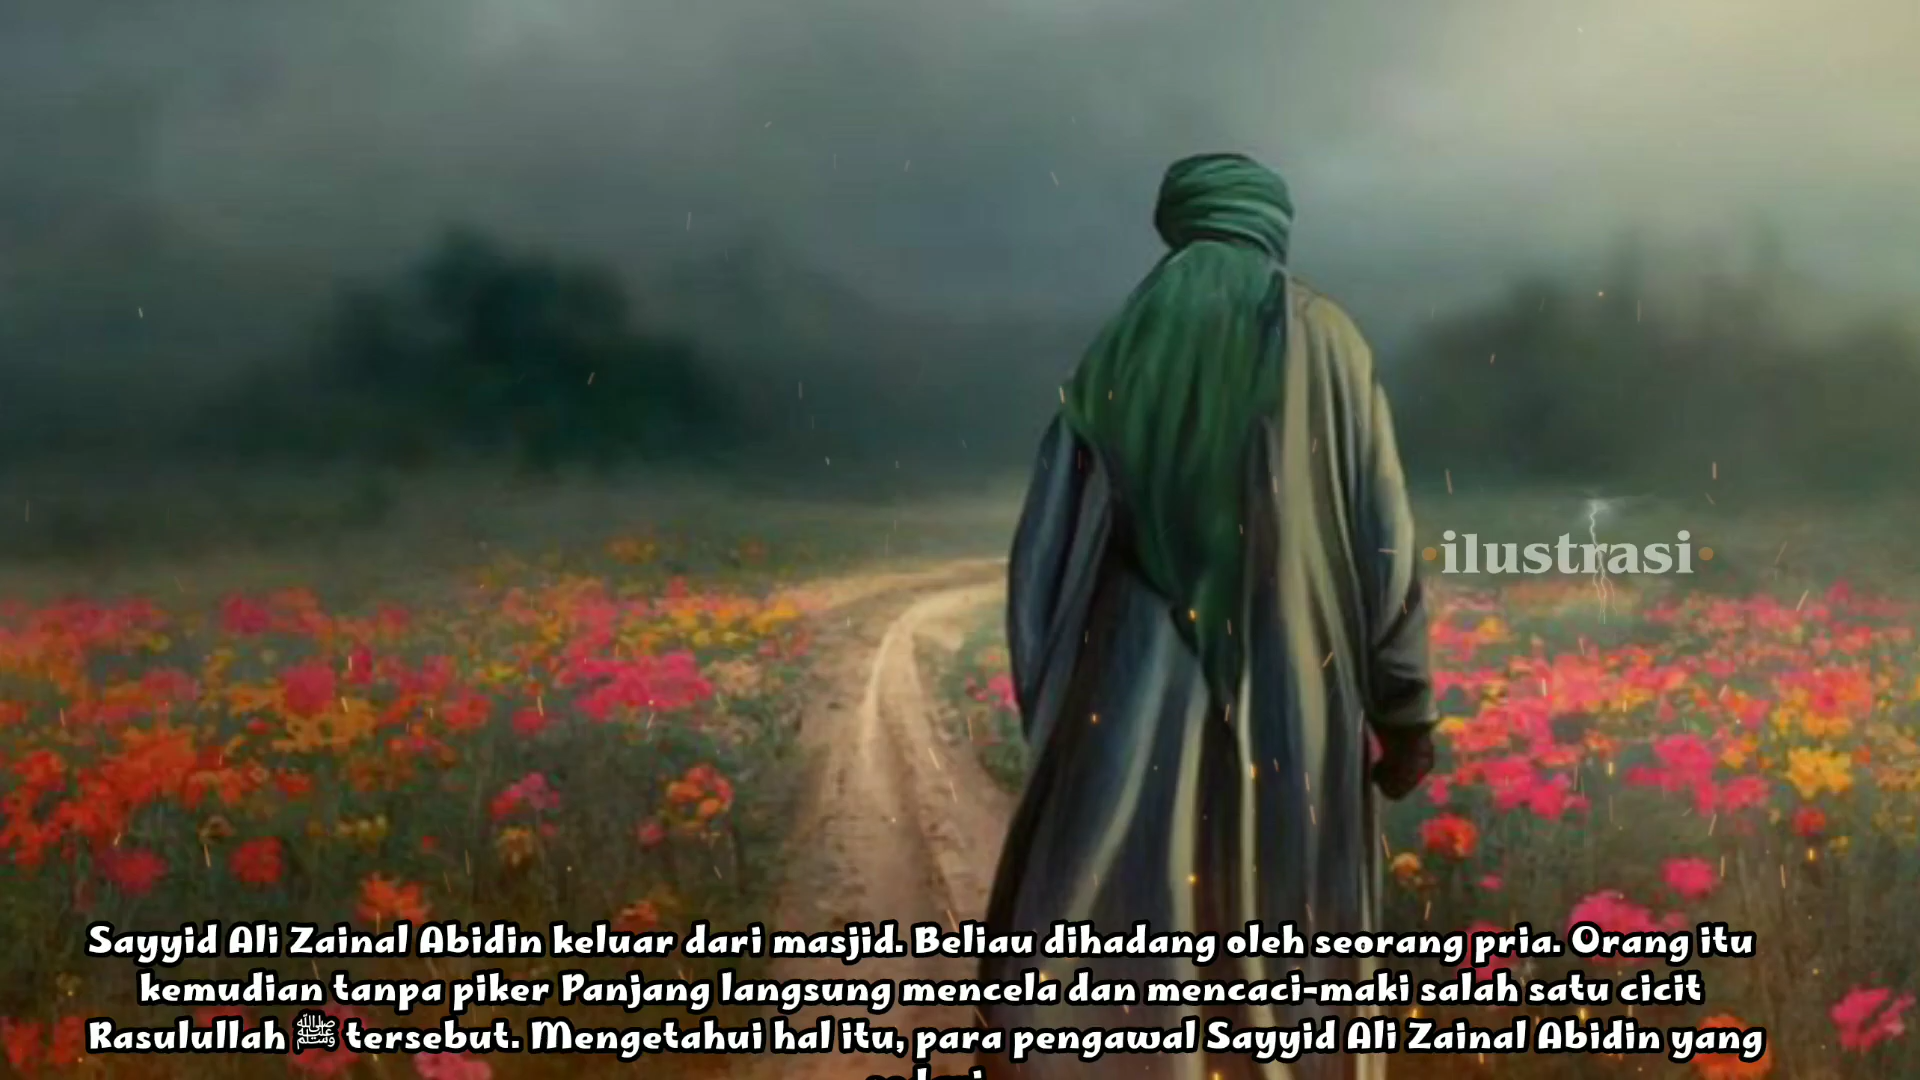 •ilustrasi•
Sayyid Ali Zainal Abidin keluar dari masjid. Beliau dihadang oleh seorang pria. Orang itu
kemudian tanpa piker Panjang langsung mencela dan mencaci-maki salah satu cicit
Rasulullah ﷺ tersebut. Mengetahui hal itu, para pengawal Sayyid Ali Zainal Abidin yang